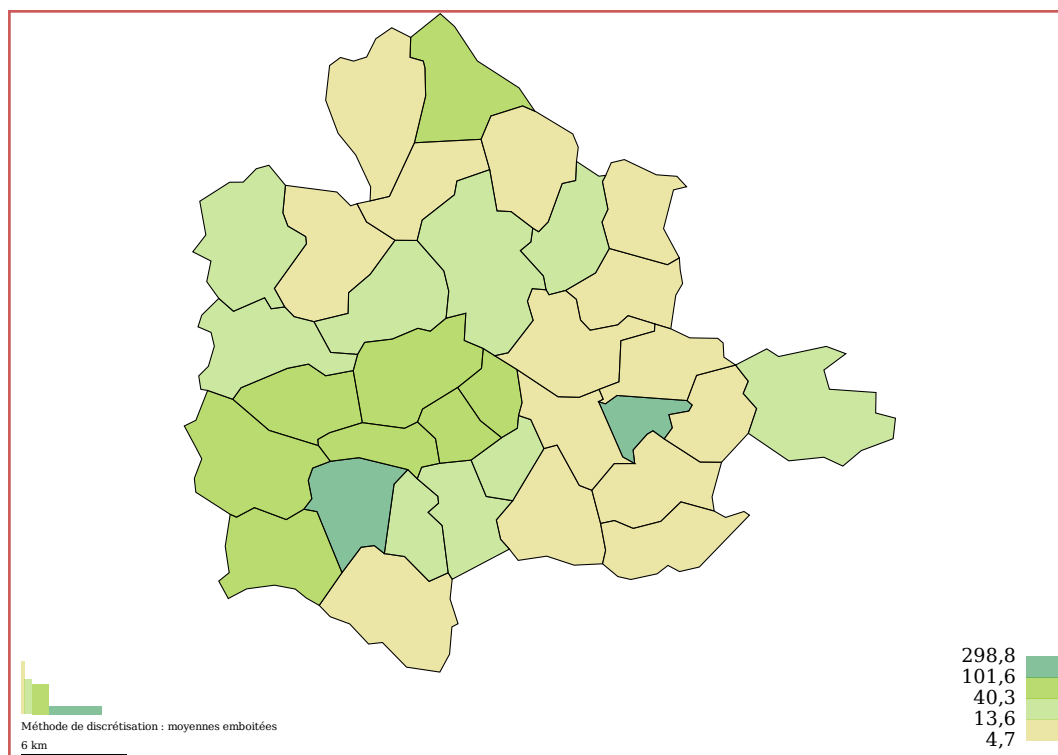 298,8
101,6
40,3
13,6
4,7
Méthode de discrétisation : moyennes emboitées
6 km